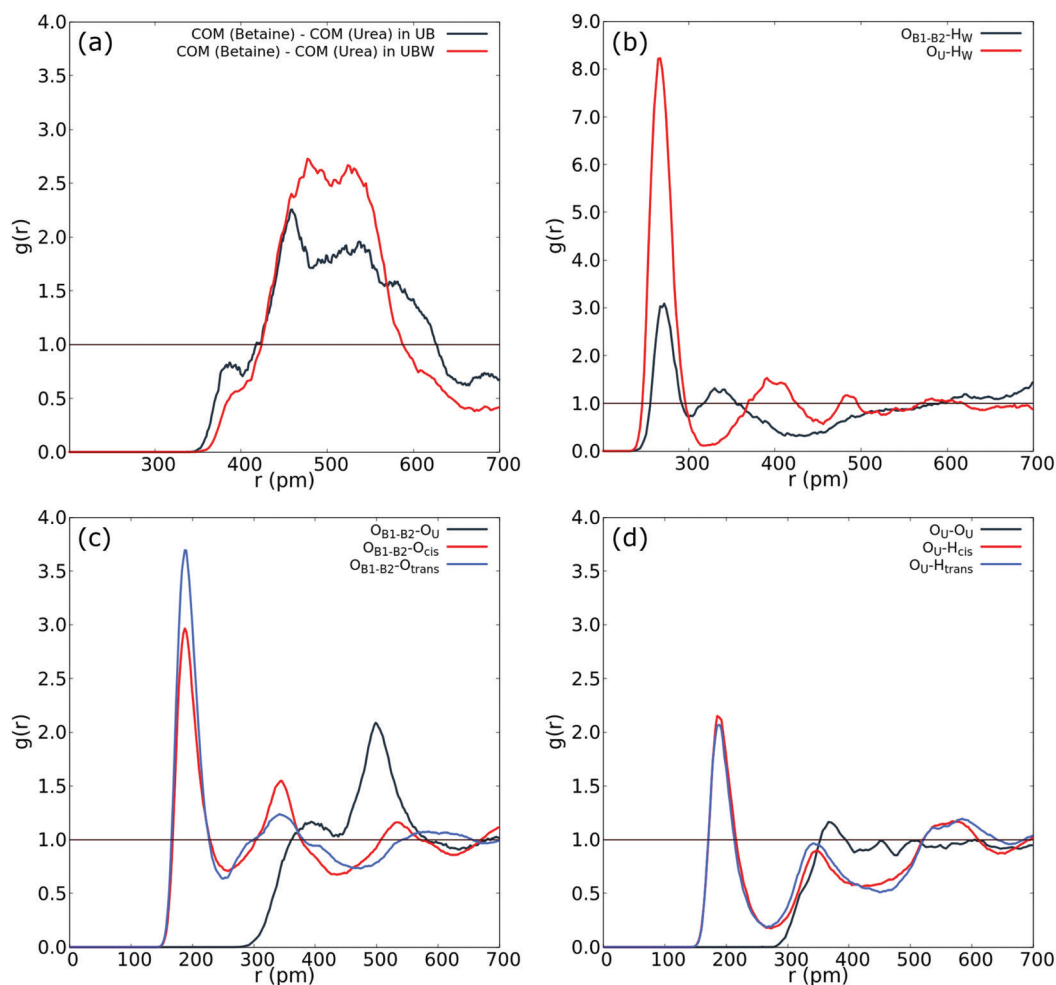 (a)
COM (Betaine) - COM (Urea) in UB
COM (Betaine) - COM (Urea) in UBW
g(r)
4.0
3.5
3.0
2.5
2.0
1.5
1.0
0.5
0.0
300 400 500 600 700
r (pm)
(b)
O_B1-B2-H_W
O_U-H_W
g(r)
9.0
8.0
7.0
6.0
5.0
4.0
3.0
2.0
1.0
0.0
300 400 500 600 700
r (pm)
(c)
O_B1-B2-O_U
O_B1-B2-O_cis
O_B1-B2-O_trans
g(r)
4.0
3.5
3.0
2.5
2.0
1.5
1.0
0.5
0.0
0 100 200 300 400 500 600 700
r (pm)
(d)
O_U-O_U
O_U-H_cis
O_U-H_trans
g(r)
4.0
3.5
3.0
2.5
2.0
1.5
1.0
0.5
0.0
0 100 200 300 400 500 600 700
r (pm)